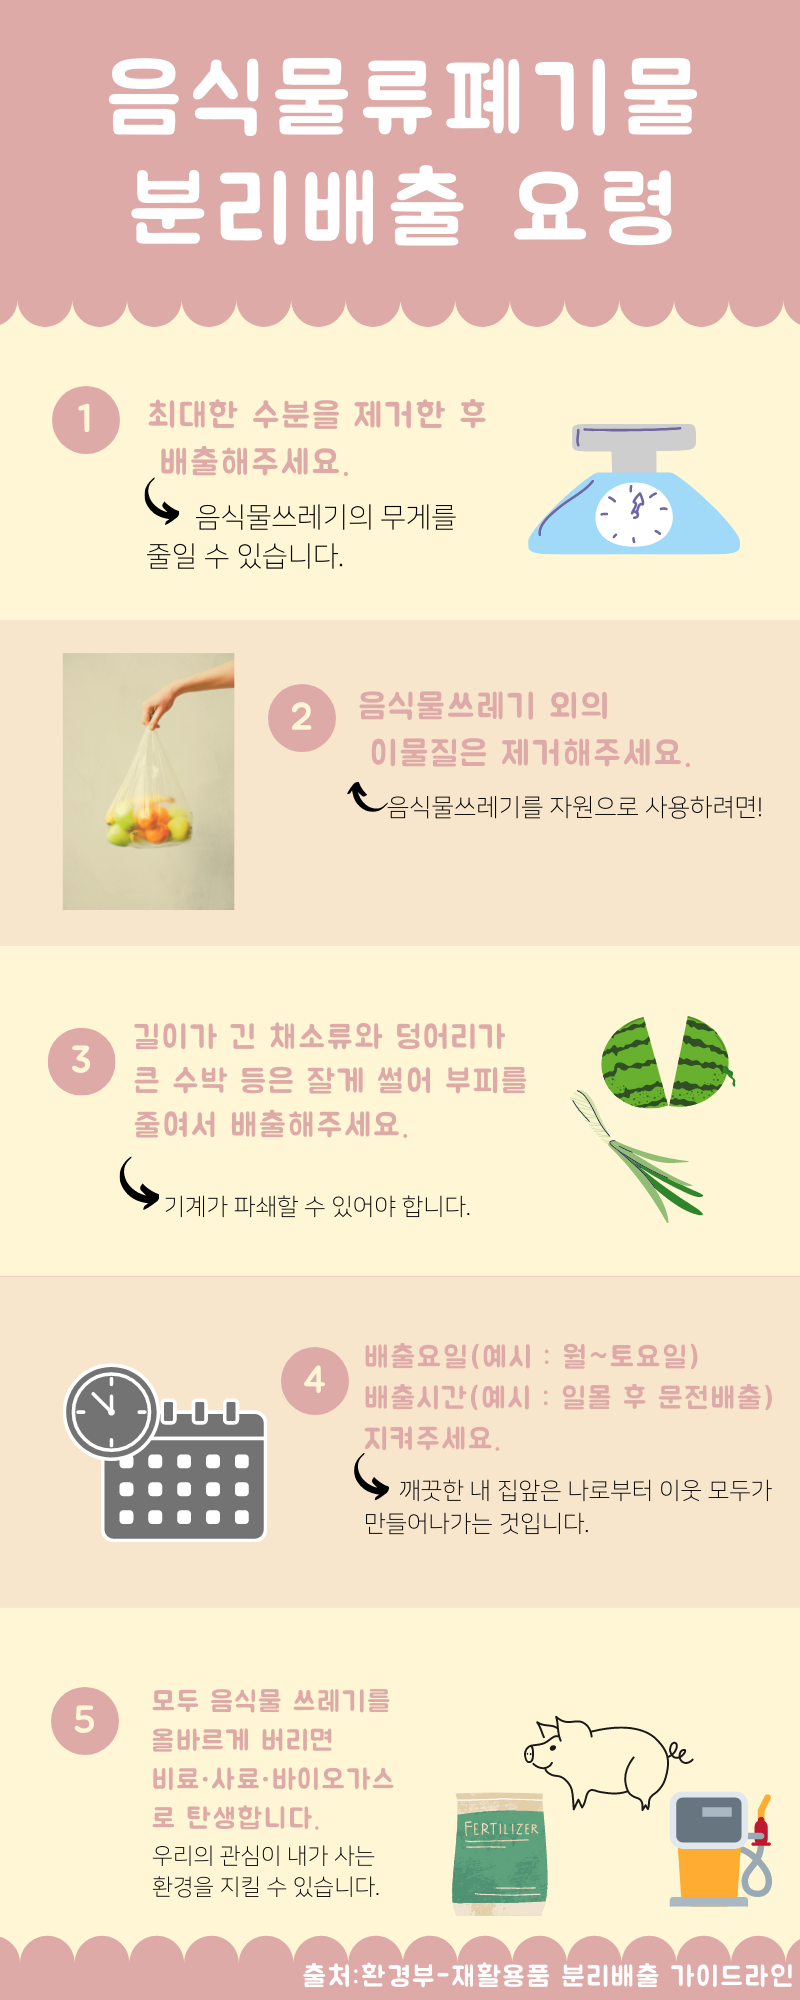 음식물류폐기물
분리배출 요령
1
최대한 수분을 제거한 후
배출해주세요.
음식물쓰레기의 무게를
줄일 수 있습니다.
2
음식물쓰레기 외의
이물질은 제거해주세요.
음식물쓰레기를 자원으로 사용하려면!
3
길이가 긴 채소류와 덩어리가
큰 수박 등은 잘게 썰어 부피를
줄여서 배출해주세요.
기계가 파쇄할 수 있어야 합니다.
4
배출요일(예시 : 월~토요일)
배출시간(예시 : 일몰 후 문전배출)
지켜주세요.
깨끗한 내 집앞은 나로부터 이웃 모두가
만들어나가는 것입니다.
5
모두 음식물 쓰레기를
올바르게 버리면
비료·사료·바이오가스
로 탄생합니다.
우리의 관심이 내가 사는
환경을 지킬 수 있습니다.
FERTILIZER
출처:환경부-재활용품 분리배출 가이드라인